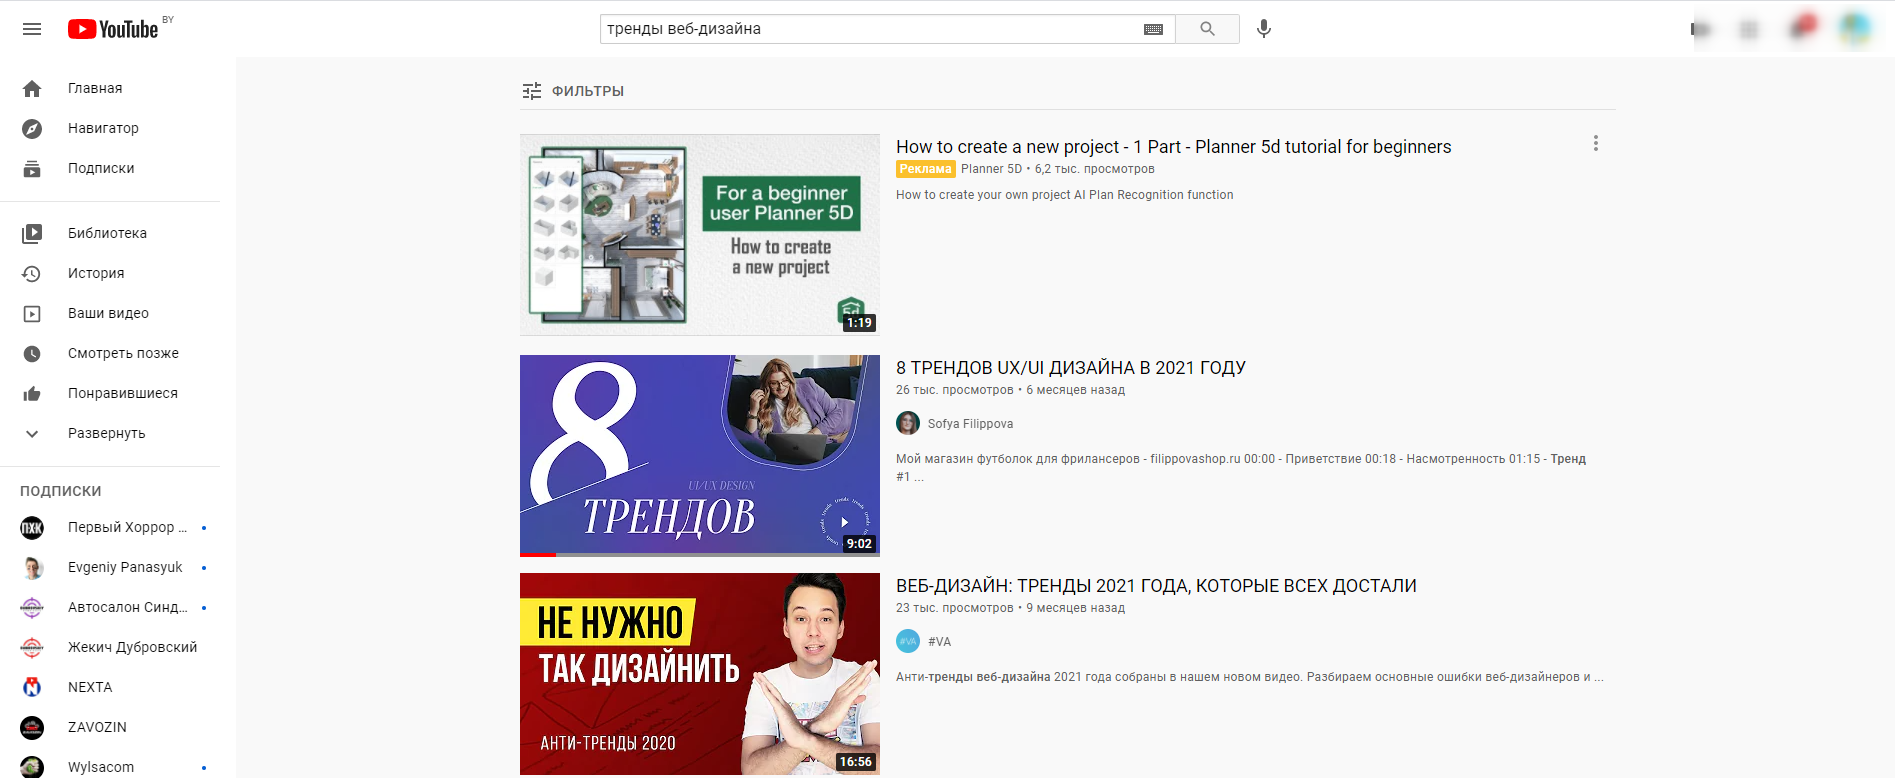 YouTube BY
тренды веб-дизайна
Главная
Навигатор
Подписки
Библиотека
История
Ваши видео
Смотреть позже
Понравившиеся
Развернуть
ПОДПИСКИ
ПХК
Первый Хоррор ...
Evgeniy Panasyuk
Автосалон Синд...
Жекич Дубровский
NEXTA
ZAVOZIN
Wylsacom
ФИЛЬТРЫ
For a beginner
user Planner 5D
How to create
a new project
5d
1:19
How to create a new project - 1 Part - Planner 5d tutorial for beginners
Реклама Planner 5D • 6,2 тыс. просмотров
How to create your own project AI Plan Recognition function
8
UI/UX DESIGN
ТРЕНДОВ
9:02
8 ТРЕНДОВ UX/UI ДИЗАЙНА В 2021 ГОДУ
26 тыс. просмотров • 6 месяцев назад
Sofya Filippova
Мой магазин футболок для фрилансеров - filippovashop.ru 00:00 - Приветствие 00:18 - Насмотренность 01:15 - Тренд
#1 ...
НЕ НУЖНО
ТАК ДИЗАЙНИТЬ
АНТИ-ТРЕНДЫ 2020
16:56
ВЕБ-ДИЗАЙН: ТРЕНДЫ 2021 ГОДА, КОТОРЫЕ ВСЕХ ДОСТАЛИ
23 тыс. просмотров • 9 месяцев назад
#VA
#VA
Анти-тренды веб-дизайна 2021 года собраны в нашем новом видео. Разбираем основные ошибки веб-дизайнеров и ...